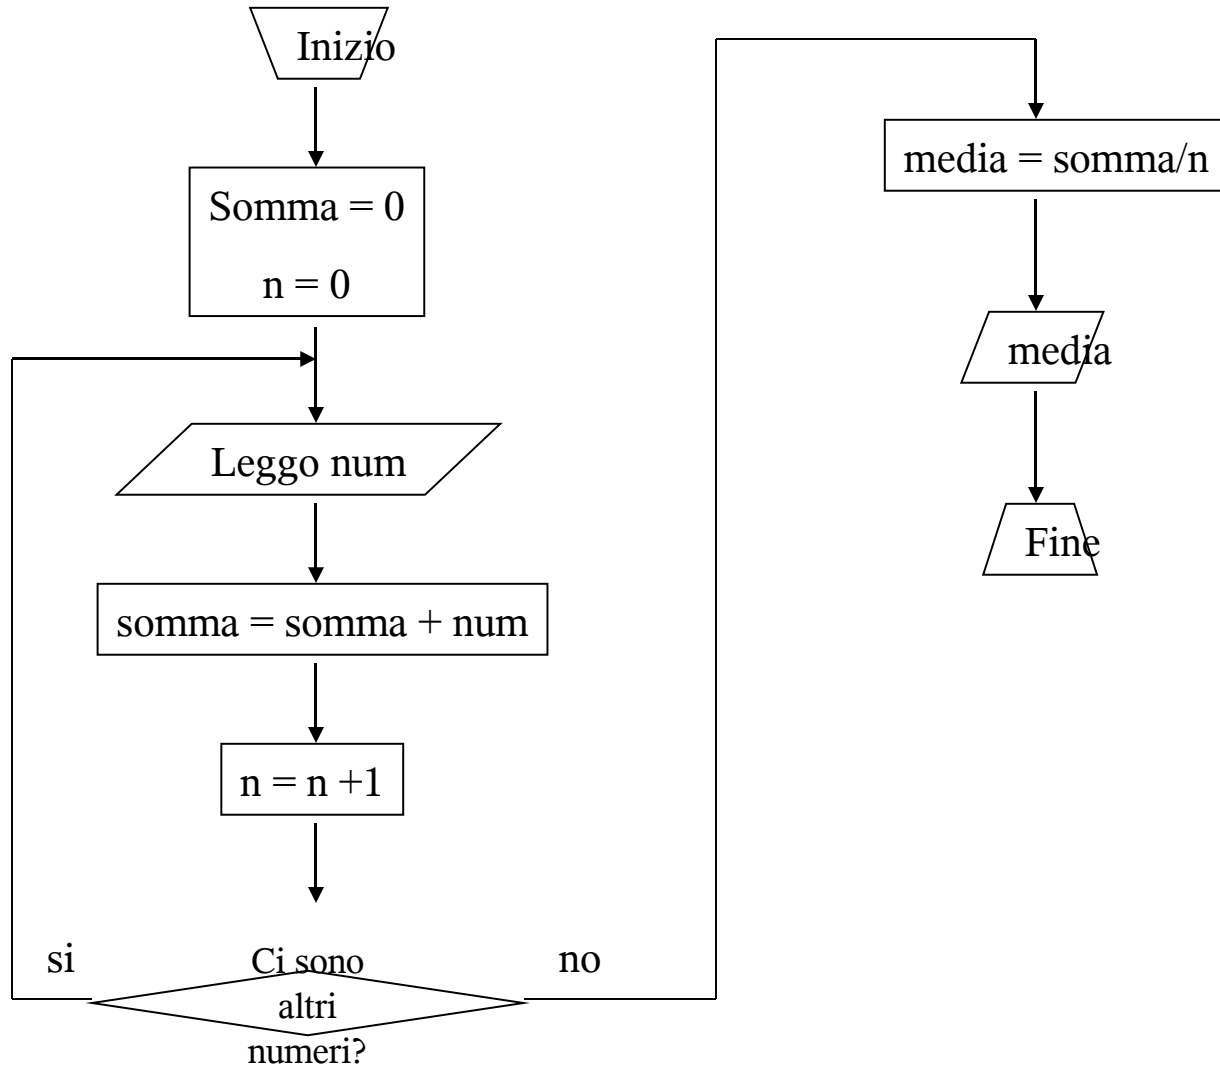 Inizio
Somma = 0
n = 0
Leggo num
somma = somma + num
n = n +1
si
Ci sono
altri
numeri?
no
media = somma/n
media
Fine